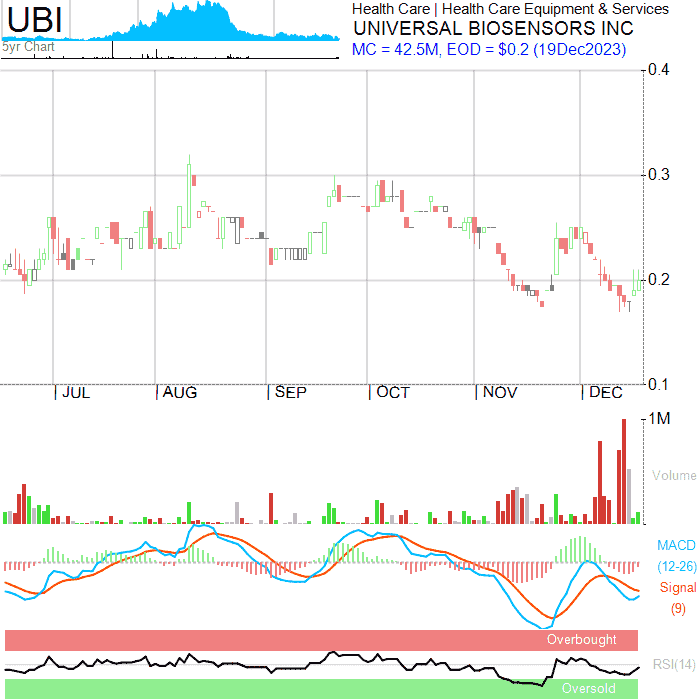 UBI
5yr Chart
Health Care | Health Care Equipment & Services
UNIVERSAL BIOSENSORS INC
MC = 42.5M, EOD = $0.2 (19Dec2023)
0.4
0.3
0.2
0.1
JUL
AUG
SEP
OCT
NOV
DEC
1M
Volume
MACD
(12-26)
Signal
(9)
Overbought
RSI(14)
Oversold